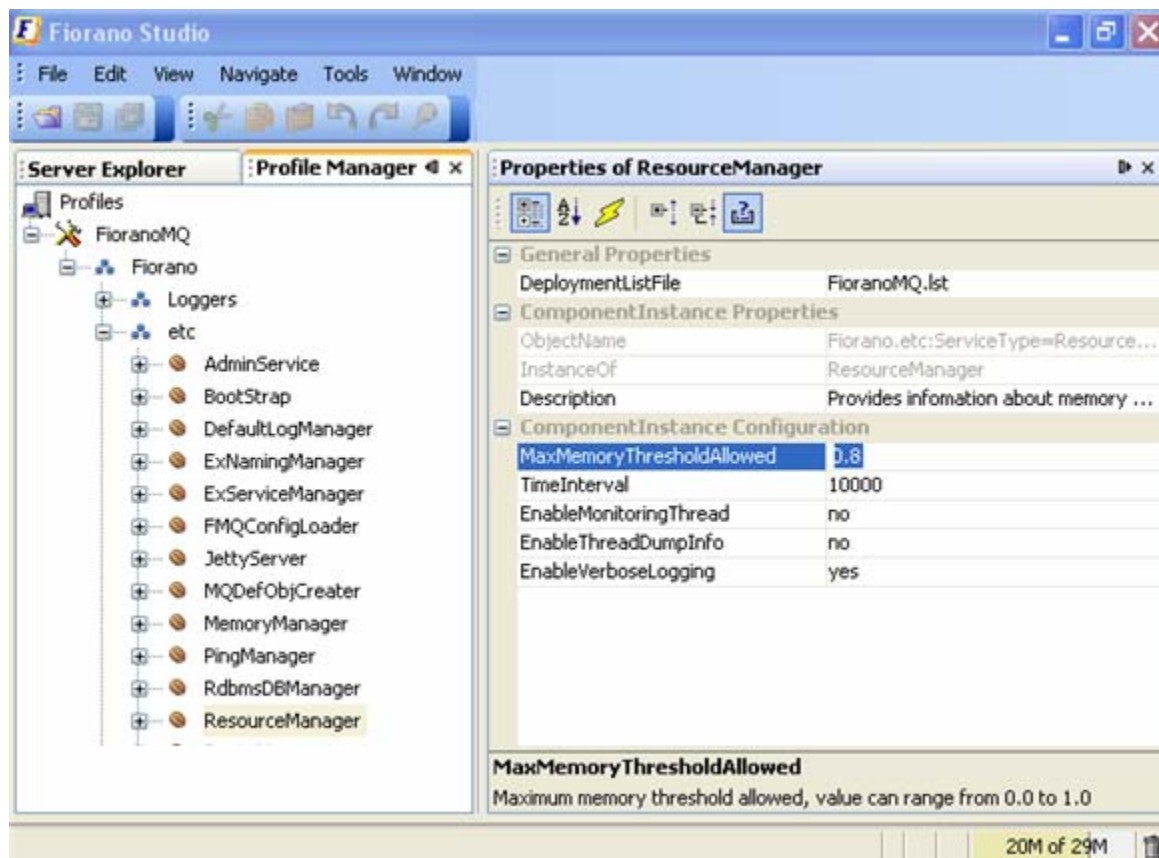 Fiorano Studio
File Edit View Navigate Tools Window
Server Explorer
Profile Manager
Profiles
FioranoMQ
Fiorano
Loggers
etc
AdminService
BootStrap
DefaultLogManager
ExNamingManager
ExServiceManager
FMQConfigLoader
JettyServer
MQDefObjCreater
MemoryManager
PingManager
RdbmsDBManager
ResourceManager
Properties of ResourceManager
General Properties
DeploymentListFile FioranoMQ.lst
ComponentInstance Properties
ObjectName Fiorano.etc:ServiceType=Resource...
InstanceOf ResourceManager
Description Provides infomation about memory ...
ComponentInstance Configuration
MaxMemoryThresholdAllowed 0.8
TimeInterval 10000
EnableMonitoringThread no
EnableThreadDumpInfo no
EnableVerboseLogging yes
MaxMemoryThresholdAllowed
Maximum memory threshold allowed, value can range from 0.0 to 1.0
20M of 29M